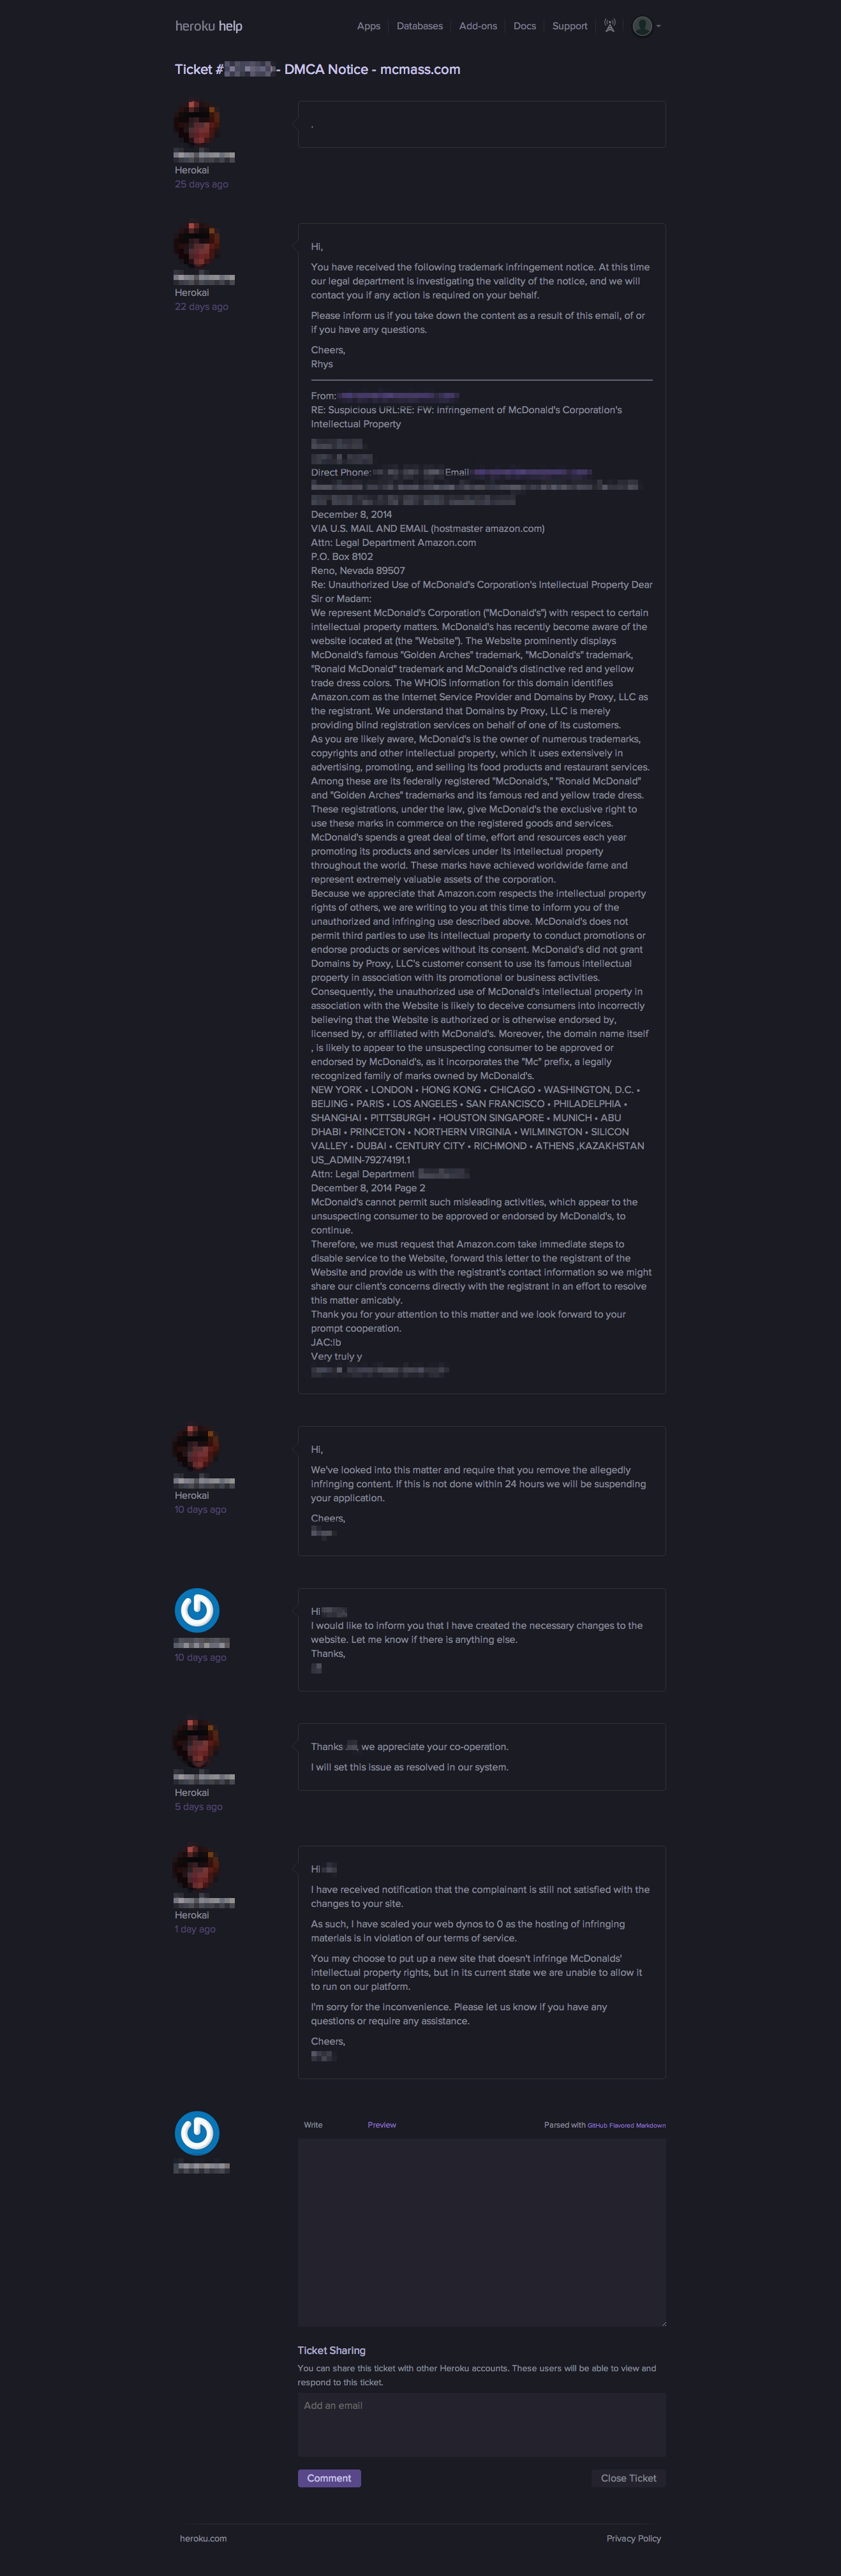 heroku help
Apps
Databases
Add-ons
Docs
Support
Ticket # - DMCA Notice - mcmass.com
.
Herokai
25 days ago
Hi,
You have received the following trademark infringement notice. At this time
our legal department is investigating the validity of the notice, and we will
contact you if any action is required on your behalf.
Please inform us if you take down the content as a result of this email, of or
if you have any questions.
Cheers,
Rhys
Herokai
22 days ago
From:
RE: Suspicious URL:RE: FW: Infringement of McDonald's Corporation's
Intellectual Property
Direct Phone: Email
December 8, 2014
VIA U.S. MAIL AND EMAIL (hostmaster amazon.com)
Attn: Legal Department Amazon.com
P.O. Box 8102
Reno, Nevada 89507
Re: Unauthorized Use of McDonald's Corporation's Intellectual Property Dear
Sir or Madam:
We represent McDonald's Corporation ("McDonald's") with respect to certain
intellectual property matters. McDonald's has recently become aware of the
website located at (the "Website"). The Website prominently displays
McDonald's famous "Golden Arches" trademark, "McDonald's" trademark,
"Ronald McDonald" trademark and McDonald's distinctive red and yellow
trade dress colors. The WHOIS information for this domain identifies
Amazon.com as the Internet Service Provider and Domains by Proxy, LLC as
the registrant. We understand that Domains by Proxy, LLC is merely
providing blind registration services on behalf of one of its customers.
As you are likely aware, McDonald's is the owner of numerous trademarks,
copyrights and other intellectual property, which it uses extensively in
advertising, promoting, and selling its food products and restaurant services.
Among these are its federally registered "McDonald's," "Ronald McDonald"
and "Golden Arches" trademarks and its famous red and yellow trade dress.
These registrations, under the law, give McDonald's the exclusive right to
use these marks in commerce on the registered goods and services.
McDonald's spends a great deal of time, effort and resources each year
promoting its products and services under its intellectual property
throughout the world. These marks have achieved worldwide fame and
represent extremely valuable assets of the corporation.
Because we appreciate that Amazon.com respects the intellectual property
rights of others, we are writing to you at this time to inform you of the
unauthorized and infringing use described above. McDonald's does not
permit third parties to use its intellectual property to conduct promotions or
endorse products or services without its consent. McDonald's did not grant
Domains by Proxy, LLC's customer consent to use its famous intellectual
property in association with its promotional or business activities.
Consequently, the unauthorized use of McDonald's intellectual property in
association with the Website is likely to deceive consumers into incorrectly
believing that the Website is authorized or is otherwise endorsed by,
licensed by, or affiliated with McDonald's. Moreover, the domain name itself
, is likely to appear to the unsuspecting consumer to be approved or
endorsed by McDonald's, as it incorporates the "Mc" prefix, a legally
recognized family of marks owned by McDonald's.
NEW YORK • LONDON • HONG KONG • CHICAGO • WASHINGTON, D.C. •
BEIJING • PARIS • LOS ANGELES • SAN FRANCISCO • PHILADELPHIA •
SHANGHAI • PITTSBURGH • HOUSTON SINGAPORE • MUNICH • ABU
DHABI • PRINCETON • NORTHERN VIRGINIA • WILMINGTON • SILICON
VALLEY • DUBAI • CENTURY CITY • RICHMOND • ATHENS ,KAZAKHSTAN
US_ADMIN-79274191.1
Attn: Legal Department
December 8, 2014 Page 2
McDonald's cannot permit such misleading activities, which appear to the
unsuspecting consumer to be approved or endorsed by McDonald's, to
continue.
Therefore, we must request that Amazon.com take immediate steps to
disable service to the Website, forward this letter to the registrant of the
Website and provide us with the registrant's contact information so we might
share our client's concerns directly with the registrant in an effort to resolve
this matter amicably.
Thank you for your attention to this matter and we look forward to your
prompt cooperation.
JAC:lb
Very truly y
Hi,
We've looked into this matter and require that you remove the allegedly
infringing content. If this is not done within 24 hours we will be suspending
your application.
Cheers,
Herokai
10 days ago
Hi
I would like to inform you that I have created the necessary changes to the
website. Let me know if there is anything else.
Thanks,
10 days ago
Thanks , we appreciate your co-operation.
I will set this issue as resolved in our system.
Herokai
5 days ago
Hi
I have received notification that the complainant is still not satisfied with the
changes to your site.
As such, I have scaled your web dynos to 0 as the hosting of infringing
materials is in violation of our terms of service.
You may choose to put up a new site that doesn't infringe McDonalds'
intellectual property rights, but in its current state we are unable to allow it
to run on our platform.
I'm sorry for the inconvenience. Please let us know if you have any
questions or require any assistance.
Cheers,
Herokai
1 day ago
Write
Preview
Parsed with GitHub Flavored Markdown
Ticket Sharing
You can share this ticket with other Heroku accounts. These users will be able to view and
respond to this ticket.
Add an email
Comment
Close Ticket
heroku.com
Privacy Policy